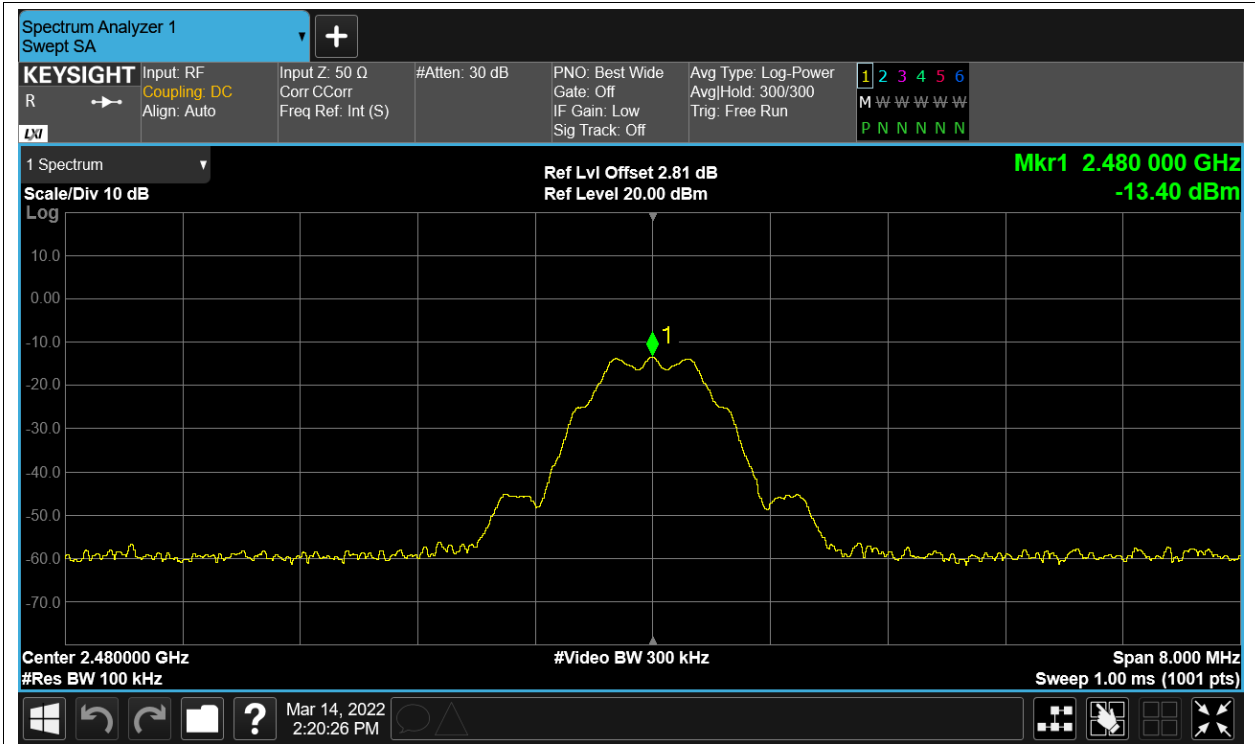 Spectrum Analyzer 1
Swept SA
+
KEYSIGHT
R
LXI
Input: RF
Coupling: DC
Align: Auto
Input Z: 50 Ω
Corr CCorr
Freq Ref: Int (S)
#Atten: 30 dB
PNO: Best Wide
Gate: Off
IF Gain: Low
Sig Track: Off
Avg Type: Log-Power
Avg|Hold: 300/300
Trig: Free Run
1 2 3 4 5 6
M W W W W W
P N N N N N
1 Spectrum
Scale/Div 10 dB
Log
Ref Lvl Offset 2.81 dB
Ref Level 20.00 dBm
Mkr1 2.480 000 GHz
-13.40 dBm
10.0
0.00
-10.0
-20.0
-30.0
-40.0
-50.0
-60.0
-70.0
1
Center 2.480000 GHz
#Res BW 100 kHz
#Video BW 300 kHz
Span 8.000 MHz
Sweep 1.00 ms (1001 pts)
?
Mar 14, 2022
2:20:26 PM